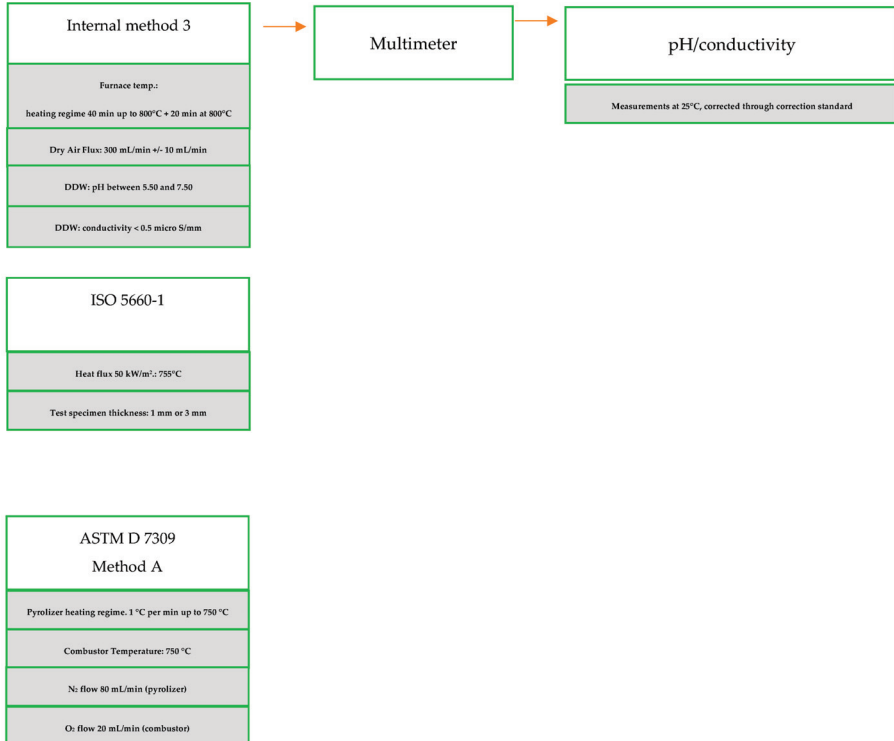 Internal method 3
Multimeter
pH/conductivity
Furnace temp.:
heating regime 40 min up to 800°C + 20 min at 800°C
Measurements at 25°C, corrected through correction standard
Dry Air Flux: 300 mL/min +/- 10 mL/min
DDW: pH between 5.50 and 7.50
DDW: conductivity < 0.5 micro S/mm
ISO 5660-1
Heat flux 50 kW/m².: 755°C
Test specimen thickness: 1 mm or 3 mm
ASTM D 7309
Method A
Pyrolizer heating regime. 1 °C per min up to 750 °C
Combustor Temperature: 750 °C
N₂ flow 80 mL/min (pyrolizer)
O₂ flow 20 mL/min (combustor)